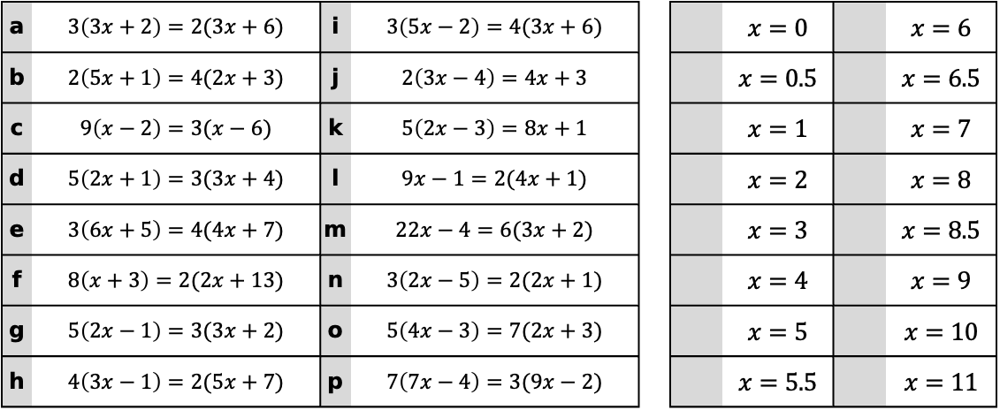 a 3(3x + 2) = 2(3x + 6) i 3(5x − 2) = 4(3x + 6) x = 0 x = 6
b 2(5x + 1) = 4(2x + 3) j 2(3x − 4) = 4x + 3 x = 0.5 x = 6.5
c 9(x − 2) = 3(x − 6) k 5(2x − 3) = 8x + 1 x = 1 x = 7
d 5(2x + 1) = 3(3x + 4) l 9x − 1 = 2(4x + 1) x = 2 x = 8
e 3(6x + 5) = 4(4x + 7) m 22x − 4 = 6(3x + 2) x = 3 x = 8.5
f 8(x + 3) = 2(2x + 13) n 3(2x − 5) = 2(2x + 1) x = 4 x = 9
g 5(2x − 1) = 3(3x + 2) o 5(4x − 3) = 7(2x + 3) x = 5 x = 10
h 4(3x − 1) = 2(5x + 7) p 7(7x − 4) = 3(9x − 2) x = 5.5 x = 11